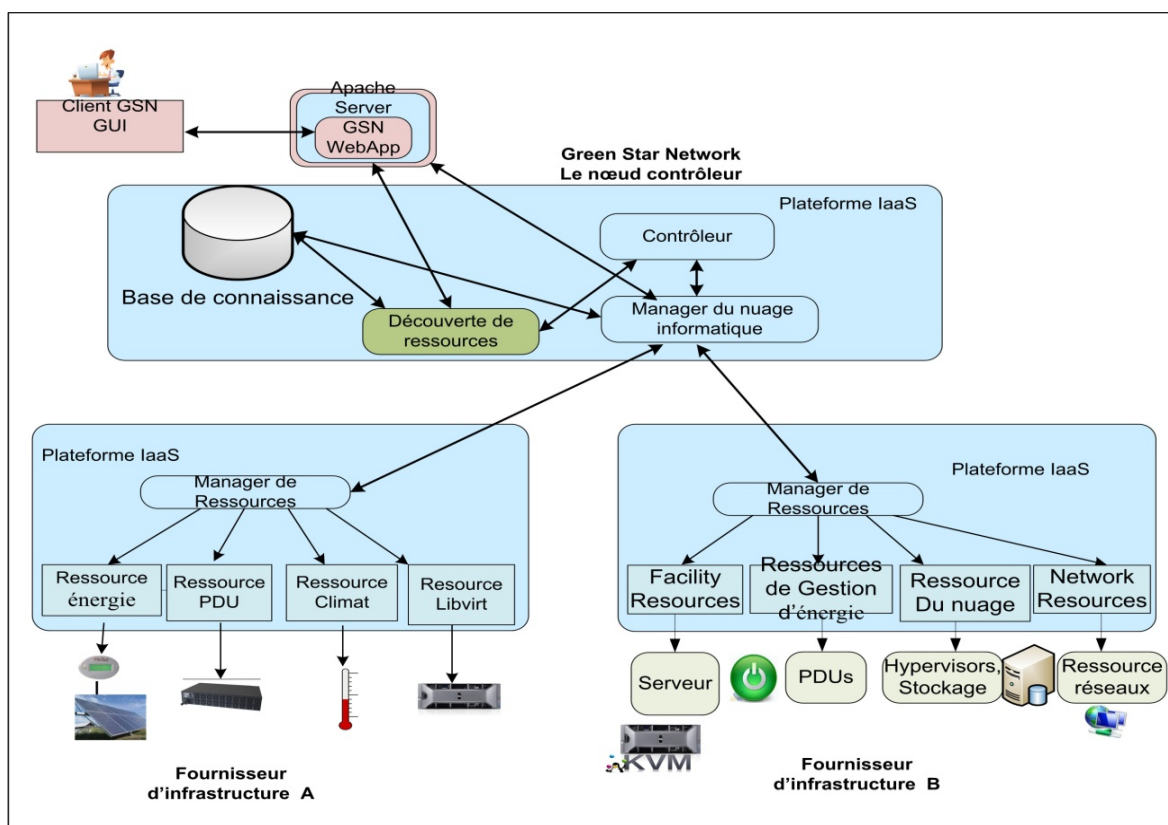 Client GSN
GUI
Apache
Server
GSN
WebApp
Green Star Network
Le nœud contrôleur
Plateforme IaaS
Contrôleur
Base de connaissance
Manager du nuage
informatique
Découverte de
ressources
Plateforme IaaS
Manager de
Ressources
Ressource
énergie
Ressource
PDU
Ressource
Climat
Resource
Libvirt
Fournisseur
d'infrastructure A
Plateforme IaaS
Manager de
Ressources
Facility
Resources
Ressources
de Gestion
d'énergie
Ressource
Du nuage
Network
Resources
Serveur
PDUs
Hypervisors,
Stockage
Ressource
réseaux
KVM
Fournisseur
d'infrastructure B